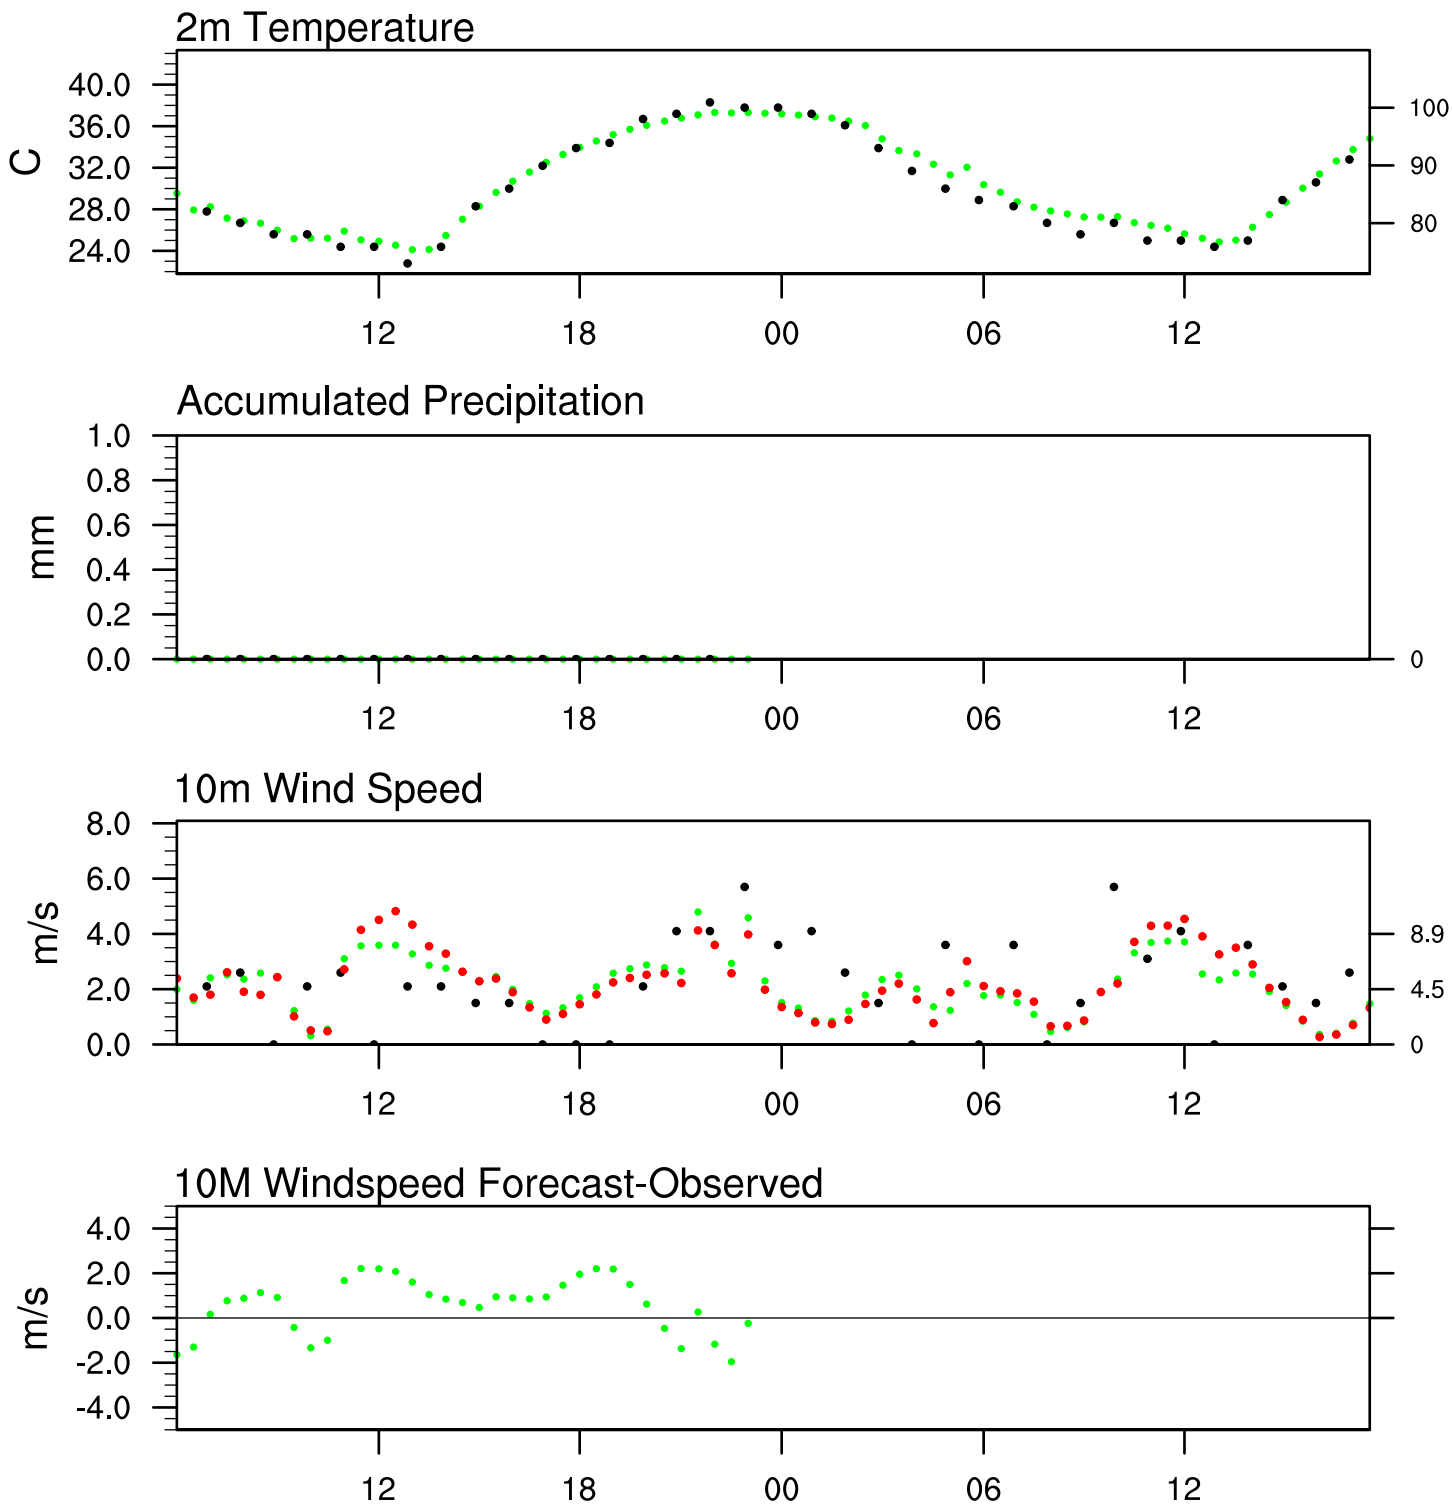 2m Temperature
40.0
36.0
32.0
28.0
24.0
C
100
90
80
12 18 00 06 12
Accumulated Precipitation
1.0
0.8
0.6
0.4
0.2
0.0
mm
0
12 18 00 06 12
10m Wind Speed
8.0
6.0
4.0
2.0
0.0
m/s
8.9
4.5
0
12 18 00 06 12
10M Windspeed Forecast-Observed
4.0
2.0
0.0
-2.0
-4.0
m/s
12 18 00 06 12